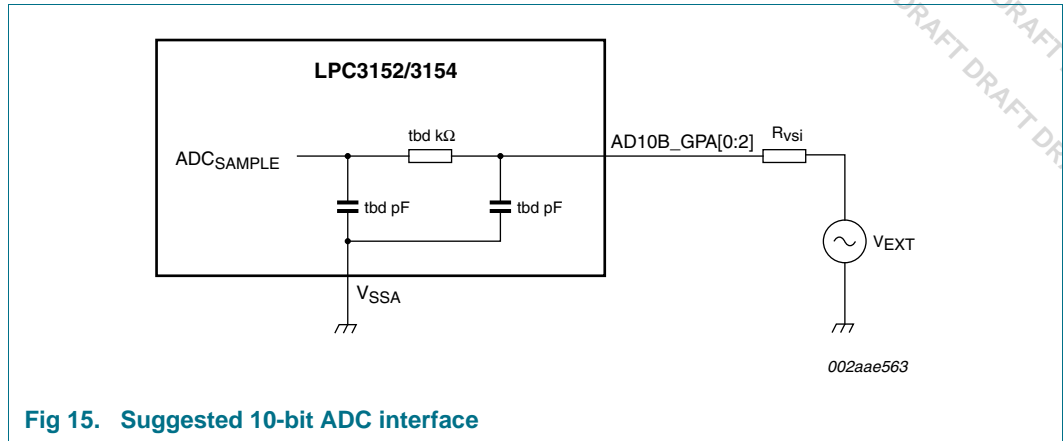 DRAFT DRAFT
DRAFT DRAFT DR
LPC3152/3154
tbd kΩ
ADCSAMPLE
AD10B_GPA[0:2]
Rvsi
tbd pF
tbd pF
VEXT
VSSA
002aae563
Fig 15. Suggested 10-bit ADC interface